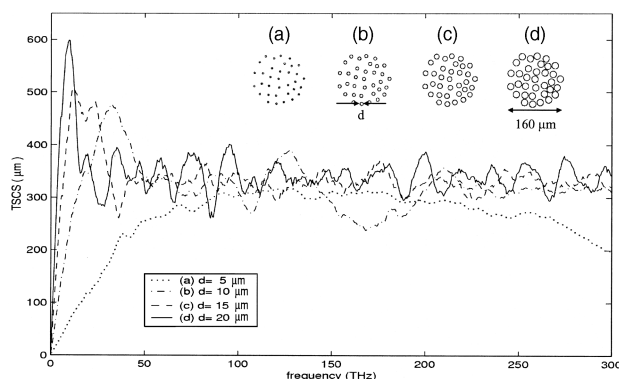 (a) (b) (c) (d)
d
160 μm
TSCS (μm)
600
500
400
300
200
100
0
(a) d= 5 μm
(b) d= 10 μm
(c) d= 15 μm
(d) d= 20 μm
0 50 100 150 200 250 300
frequency (THz)